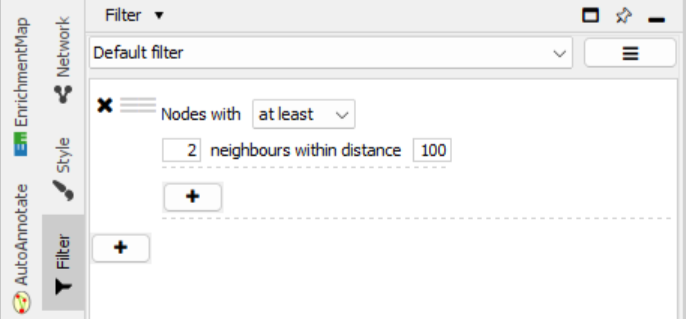 Filter
Default filter
Nodes with at least
2 neighbours within distance 100
EnrichmentMap
AutoAnnotate
Network
Style
Filter